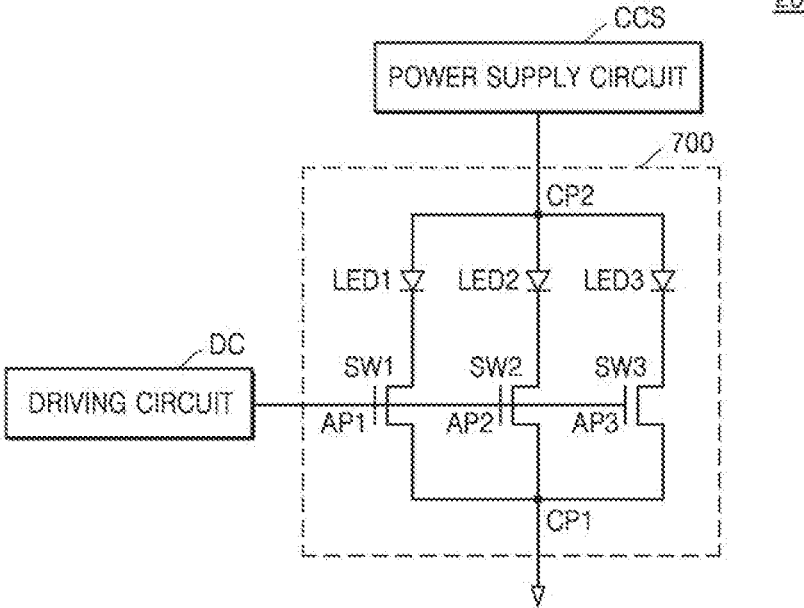 CCS
POWER SUPPLY CIRCUIT
700
CP2
LED1 LED2 LED3
DC
SW1 SW2 SW3
DRIVING CIRCUIT
AP1 AP2 AP3
CP1